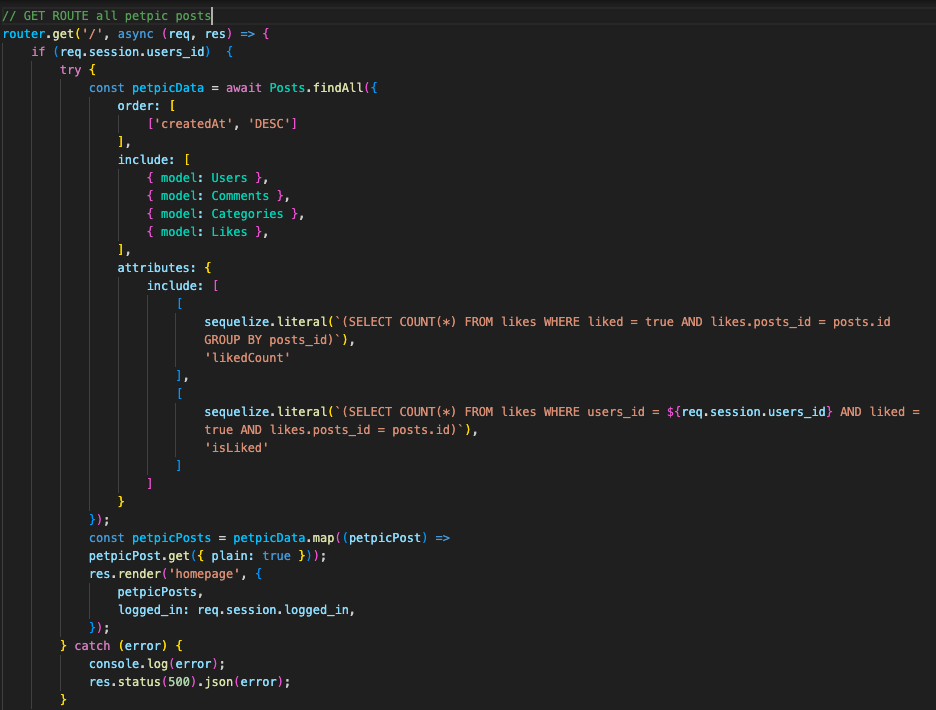 // GET ROUTE all petpic posts
router.get('/', async (req, res) => {
    if (req.session.users_id)  {
        try {
            const petpicData = await Posts.findAll({
                order: [
                    ['createdAt', 'DESC']
                ],
                include: [
                    { model: Users },
                    { model: Comments },
                    { model: Categories },
                    { model: Likes },
                ],
                attributes: {
                    include: [
                        [
                            sequelize.literal(`(SELECT COUNT(*) FROM likes WHERE liked = true AND likes.posts_id = posts.id
                            GROUP BY posts_id)`),
                            'likedCount'
                        ],
                        [
                            sequelize.literal(`(SELECT COUNT(*) FROM likes WHERE users_id = ${req.session.users_id} AND liked =
                            true AND likes.posts_id = posts.id)`),
                            'isLiked'
                        ]
                    ]
                }
            });
            const petpicPosts = petpicData.map((petpicPost) =>
            petpicPost.get({ plain: true }));
            res.render('homepage', {
                petpicPosts,
                logged_in: req.session.logged_in,
            });
        } catch (error) {
            console.log(error);
            res.status(500).json(error);
        }